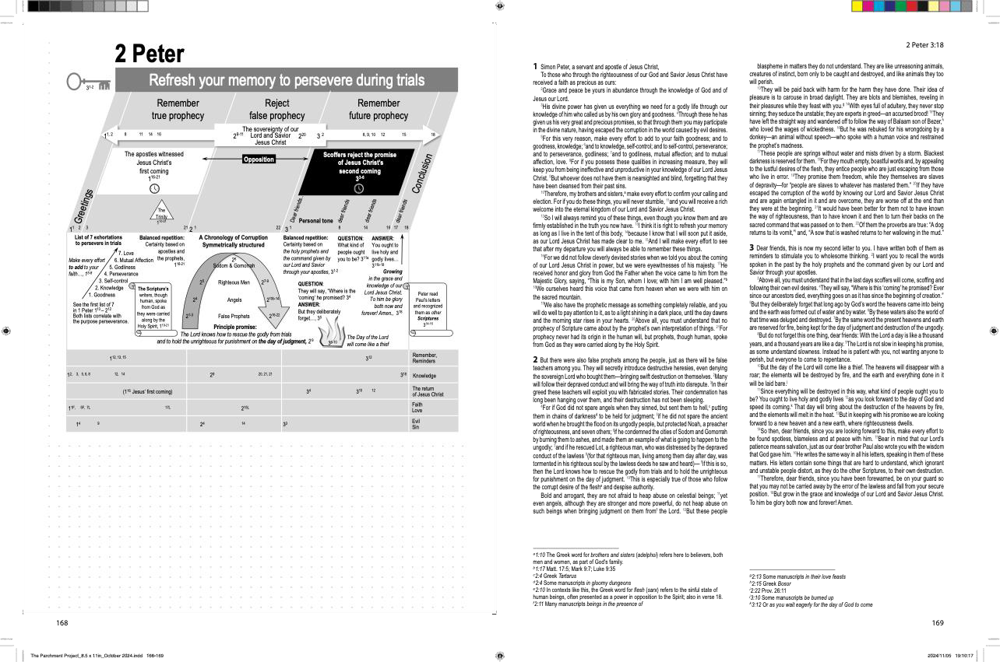 2 Peter
3¹⁻² Refresh your memory to persevere during trials
Remember
true prophecy
Reject
false prophecy
Remember
future prophecy
The sovereignty of our
Lord and Savior
Jesus Christ
1¹, ² 8 11 14 16 2⁹⁻¹¹ 2²⁰ 3 ² 8, 9, 10 12 15 18
The apostles witnessed
Jesus Christ's
first coming
1¹⁶⁻²¹
Opposition
Scoffers reject the promise
of Jesus Christ's
second coming
3³⁻⁶
Greetings
Conclusion
The
Trinity
Personal tone
Dear friends,
dear friends
dear friends
dear friends
1¹ 2 3 21 2 ¹ 22 3 ¹ 8 14 16 17 18
List of 7 exhortations
to persevere in trials
Make every effort
to add to your
faith…, 1⁵⁻⁸
7. Love
6. Mutual Affection
5. Godliness
4. Perseverance
3. Self-control
2. Knowledge
1. Goodness
See the first list of 7
in 1 Peter 1¹³ – 2¹²
Both lists correlate with
the purpose perseverance.
Balanced repetition:
Certainty based on
apostles and
the prophets,
1¹⁶⁻²¹
The Scripture's
writers, though
human, spoke
from God as
they were carried
along by the
Holy Spirit, 1¹⁹⁻²¹
A Chronology of Corruption
Symmetrically structured
2⁶
Sodom & Gomorrah
2⁵ Righteous Men 2⁷⁻⁹
2⁴ Angels 2¹⁰ᵇ⁻¹⁴
2¹⁻³ False Prophets 2¹⁵⁻²²
Principle promise:
The Lord knows how to rescue the godly from trials
and to hold the unrighteous for punishment on the day of judgment, 2⁹
Balanced repetition:
Certainty based on
the holy prophets and
the command given by
our Lord and Savior
through your apostles, 3¹⁻²
QUESTION:
They will say, "Where is the
'coming' he promised? 3⁴
ANSWER:
But they deliberately
forget…, 3⁵
QUESTION:
What kind of
people ought
you to be? 3¹¹ᵃ
ANSWER:
You ought to
live holy and
godly lives…
3¹¹ᵇ⁻¹⁸
Growing
in the grace and
knowledge of our
Lord Jesus Christ.
To him be glory
both now and
forever! Amen., 3¹⁸
3⁸⁻¹⁰
The Day of the Lord
will come like a thief
Peter read
Paul's letters
and recognized
them as other
Scriptures
3¹⁴⁻¹⁶
1¹², ¹³, ¹⁵ 3¹² Remember,
Reminders
1², 3, 5, 6, 8 12, 14 2⁹ 20, 21, 21 3¹⁸ Knowledge
(1¹⁶ Jesus' first coming) 3⁴ 3¹⁰ 12 The return
of Jesus Christ
1¹ᶠ, 5F, 7L 17L 2¹⁵ᴸ Faith
Love
1⁴ 9 2⁴ 14 3³ Evil
Sin
168
2 Peter 3:18
1 Simon Peter, a servant and apostle of Jesus Christ,
To those who through the righteousness of our God and Savior Jesus Christ have
received a faith as precious as ours:
²Grace and peace be yours in abundance through the knowledge of God and of
Jesus our Lord.
³His divine power has given us everything we need for a godly life through our
knowledge of him who called us by his own glory and goodness. ⁴Through these he has
given us his very great and precious promises, so that through them you may participate
in the divine nature, having escaped the corruption in the world caused by evil desires.
⁵For this very reason, make every effort to add to your faith goodness; and to
goodness, knowledge; ⁶and to knowledge, self-control; and to self-control, perseverance;
and to perseverance, godliness; ⁷and to godliness, mutual affection; and to mutual
affection, love. ⁸For if you possess these qualities in increasing measure, they will
keep you from being ineffective and unproductive in your knowledge of our Lord Jesus
Christ. ⁹But whoever does not have them is nearsighted and blind, forgetting that they
have been cleansed from their past sins.
¹⁰Therefore, my brothers and sisters,ᵃ make every effort to confirm your calling and
election. For if you do these things, you will never stumble, ¹¹and you will receive a rich
welcome into the eternal kingdom of our Lord and Savior Jesus Christ.
¹²So I will always remind you of these things, even though you know them and are
firmly established in the truth you now have. ¹³I think it is right to refresh your memory
as long as I live in the tent of this body, ¹⁴because I know that I will soon put it aside,
as our Lord Jesus Christ has made clear to me. ¹⁵And I will make every effort to see
that after my departure you will always be able to remember these things.
¹⁶For we did not follow cleverly devised stories when we told you about the coming
of our Lord Jesus Christ in power, but we were eyewitnesses of his majesty. ¹⁷He
received honor and glory from God the Father when the voice came to him from the
Majestic Glory, saying, "This is my Son, whom I love; with him I am well pleased."ᵇ
¹⁸We ourselves heard this voice that came from heaven when we were with him on
the sacred mountain.
¹⁹We also have the prophetic message as something completely reliable, and you
will do well to pay attention to it, as to a light shining in a dark place, until the day dawns
and the morning star rises in your hearts. ²⁰Above all, you must understand that no
prophecy of Scripture came about by the prophet's own interpretation of things. ²¹For
prophecy never had its origin in the human will, but prophets, though human, spoke
from God as they were carried along by the Holy Spirit.
2 But there were also false prophets among the people, just as there will be false
teachers among you. They will secretly introduce destructive heresies, even denying
the sovereign Lord who bought them—bringing swift destruction on themselves. ²Many
will follow their depraved conduct and will bring the way of truth into disrepute. ³In their
greed these teachers will exploit you with fabricated stories. Their condemnation has
long been hanging over them, and their destruction has not been sleeping.
⁴For if God did not spare angels when they sinned, but sent them to hell,ᶜ putting
them in chains of darknessᵈ to be held for judgment; ⁵if he did not spare the ancient
world when he brought the flood on its ungodly people, but protected Noah, a preacher
of righteousness, and seven others; ⁶if he condemned the cities of Sodom and Gomorrah
by burning them to ashes, and made them an example of what is going to happen to the
ungodly; ⁷and if he rescued Lot, a righteous man, who was distressed by the depraved
conduct of the lawless ⁸(for that righteous man, living among them day after day, was
tormented in his righteous soul by the lawless deeds he saw and heard)— ⁹if this is so,
then the Lord knows how to rescue the godly from trials and to hold the unrighteous
for punishment on the day of judgment. ¹⁰This is especially true of those who follow
the corrupt desire of the fleshᵉ and despise authority.
Bold and arrogant, they are not afraid to heap abuse on celestial beings; ¹¹yet
even angels, although they are stronger and more powerful, do not heap abuse on
such beings when bringing judgment on them fromᶠ the Lord. ¹²But these people
ᵃ1:10 The Greek word for brothers and sisters (adelphoi) refers here to believers, both
men and women, as part of God's family.
ᵇ1:17 Matt. 17:5; Mark 9:7; Luke 9:35
ᶜ2:4 Greek Tartarus
ᵈ2:4 Some manuscripts in gloomy dungeons
ᵉ2:10 In contexts like this, the Greek word for flesh (sarx) refers to the sinful state of
human beings, often presented as a power in opposition to the Spirit; also in verse 18.
ᶠ2:11 Many manuscripts beings in the presence of
blaspheme in matters they do not understand. They are like unreasoning animals,
creatures of instinct, born only to be caught and destroyed, and like animals they too
will perish.
¹³They will be paid back with harm for the harm they have done. Their idea of
pleasure is to carouse in broad daylight. They are blots and blemishes, reveling in
their pleasures while they feast with you.ᵍ ¹⁴With eyes full of adultery, they never stop
sinning; they seduce the unstable; they are experts in greed—an accursed brood! ¹⁵They
have left the straight way and wandered off to follow the way of Balaam son of Bezer,ʰ
who loved the wages of wickedness. ¹⁶But he was rebuked for his wrongdoing by a
donkey—an animal without speech—who spoke with a human voice and restrained
the prophet's madness.
¹⁷These people are springs without water and mists driven by a storm. Blackest
darkness is reserved for them. ¹⁸For they mouth empty, boastful words and, by appealing
to the lustful desires of the flesh, they entice people who are just escaping from those
who live in error. ¹⁹They promise them freedom, while they themselves are slaves
of depravity—for "people are slaves to whatever has mastered them." ²⁰If they have
escaped the corruption of the world by knowing our Lord and Savior Jesus Christ
and are again entangled in it and are overcome, they are worse off at the end than
they were at the beginning. ²¹It would have been better for them not to have known
the way of righteousness, than to have known it and then to turn their backs on the
sacred command that was passed on to them. ²²Of them the proverbs are true: "A dog
returns to its vomit,"ⁱ and, "A sow that is washed returns to her wallowing in the mud."
3 Dear friends, this is now my second letter to you. I have written both of them as
reminders to stimulate you to wholesome thinking. ²I want you to recall the words
spoken in the past by the holy prophets and the command given by our Lord and
Savior through your apostles.
³Above all, you must understand that in the last days scoffers will come, scoffing and
following their own evil desires. ⁴They will say, "Where is this 'coming' he promised? Ever
since our ancestors died, everything goes on as it has since the beginning of creation."
⁵But they deliberately forget that long ago by God's word the heavens came into being
and the earth was formed out of water and by water. ⁶By these waters also the world of
that time was deluged and destroyed. ⁷By the same word the present heavens and earth
are reserved for fire, being kept for the day of judgment and destruction of the ungodly.
⁸But do not forget this one thing, dear friends: With the Lord a day is like a thousand
years, and a thousand years are like a day. ⁹The Lord is not slow in keeping his promise,
as some understand slowness. Instead he is patient with you, not wanting anyone to
perish, but everyone to come to repentance.
¹⁰But the day of the Lord will come like a thief. The heavens will disappear with a
roar; the elements will be destroyed by fire, and the earth and everything done in it
will be laid bare.ʲ
¹¹Since everything will be destroyed in this way, what kind of people ought you to
be? You ought to live holy and godly lives ¹²as you look forward to the day of God and
speed its coming.ᵏ That day will bring about the destruction of the heavens by fire,
and the elements will melt in the heat. ¹³But in keeping with his promise we are looking
forward to a new heaven and a new earth, where righteousness dwells.
¹⁴So then, dear friends, since you are looking forward to this, make every effort to
be found spotless, blameless and at peace with him. ¹⁵Bear in mind that our Lord's
patience means salvation, just as our dear brother Paul also wrote you with the wisdom
that God gave him. ¹⁶He writes the same way in all his letters, speaking in them of these
matters. His letters contain some things that are hard to understand, which ignorant
and unstable people distort, as they do the other Scriptures, to their own destruction.
¹⁷Therefore, dear friends, since you have been forewarned, be on your guard so
that you may not be carried away by the error of the lawless and fall from your secure
position. ¹⁸But grow in the grace and knowledge of our Lord and Savior Jesus Christ.
To him be glory both now and forever! Amen.
ᵍ2:13 Some manuscripts in their love feasts
ʰ2:15 Greek Bosor
ⁱ2:22 Prov. 26:11
ʲ3:10 Some manuscripts be burned up
ᵏ3:12 Or as you wait eagerly for the day of God to come
169
The Parchment Project_8.5 x 11in_October 2024.indd 168-169
2024/11/05 19:10:17